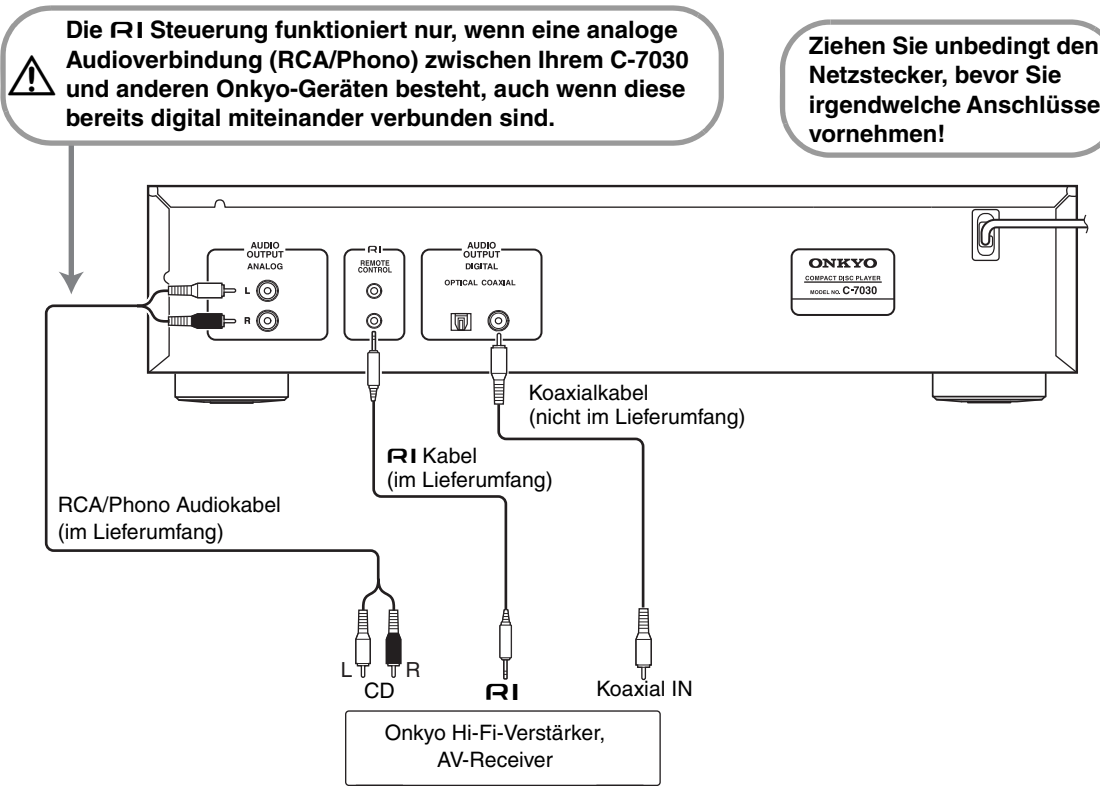 Die RI Steuerung funktioniert nur, wenn eine analoge
Audioverbindung (RCA/Phono) zwischen Ihrem C-7030
und anderen Onkyo-Geräten besteht, auch wenn diese
bereits digital miteinander verbunden sind.
Ziehen Sie unbedingt den
Netzstecker, bevor Sie
irgendwelche Anschlüsse
vornehmen!
AUDIO
OUTPUT
ANALOG
L
R
RI
REMOTE
CONTROL
AUDIO
OUTPUT
DIGITAL
OPTICAL COAXIAL
ONKYO
COMPACT DISC PLAYER
MODEL NO. C-7030
Koaxialkabel
(nicht im Lieferumfang)
RI Kabel
(im Lieferumfang)
RCA/Phono Audiokabel
(im Lieferumfang)
L R
CD
RI
Koaxial IN
Onkyo Hi-Fi-Verstärker,
AV-Receiver